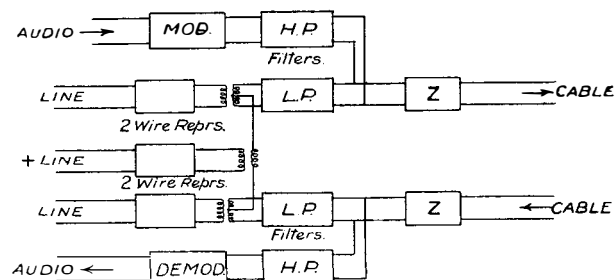 AUDIO
MOD.
H.P.
Filters.
LINE
L.P.
Z
CABLE
2 Wire Reprs.
+ LINE
2 Wire Reprs.
LINE
L.P.
Z
CABLE
Filters.
AUDIO
DEMOD.
H.P.